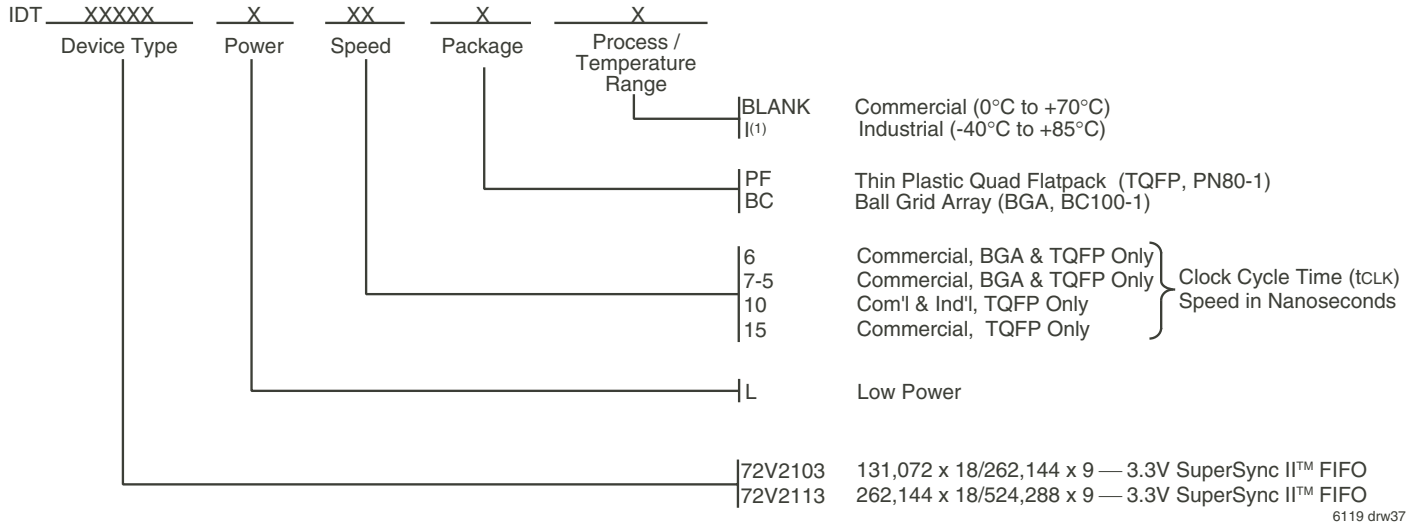 IDT XXXXX X XX X X
Device Type Power Speed Package Process / Temperature Range
BLANK Commercial (0°C to +70°C)
I(1) Industrial (-40°C to +85°C)
PF Thin Plastic Quad Flatpack (TQFP, PN80-1)
BC Ball Grid Array (BGA, BC100-1)
6 Commercial, BGA & TQFP Only
7-5 Commercial, BGA & TQFP Only
10 Com'l & Ind'l, TQFP Only
15 Commercial, TQFP Only
Clock Cycle Time (tCLK)
Speed in Nanoseconds
L Low Power
72V2103 131,072 x 18/262,144 x 9 — 3.3V SuperSync II™ FIFO
72V2113 262,144 x 18/524,288 x 9 — 3.3V SuperSync II™ FIFO
6119 drw37